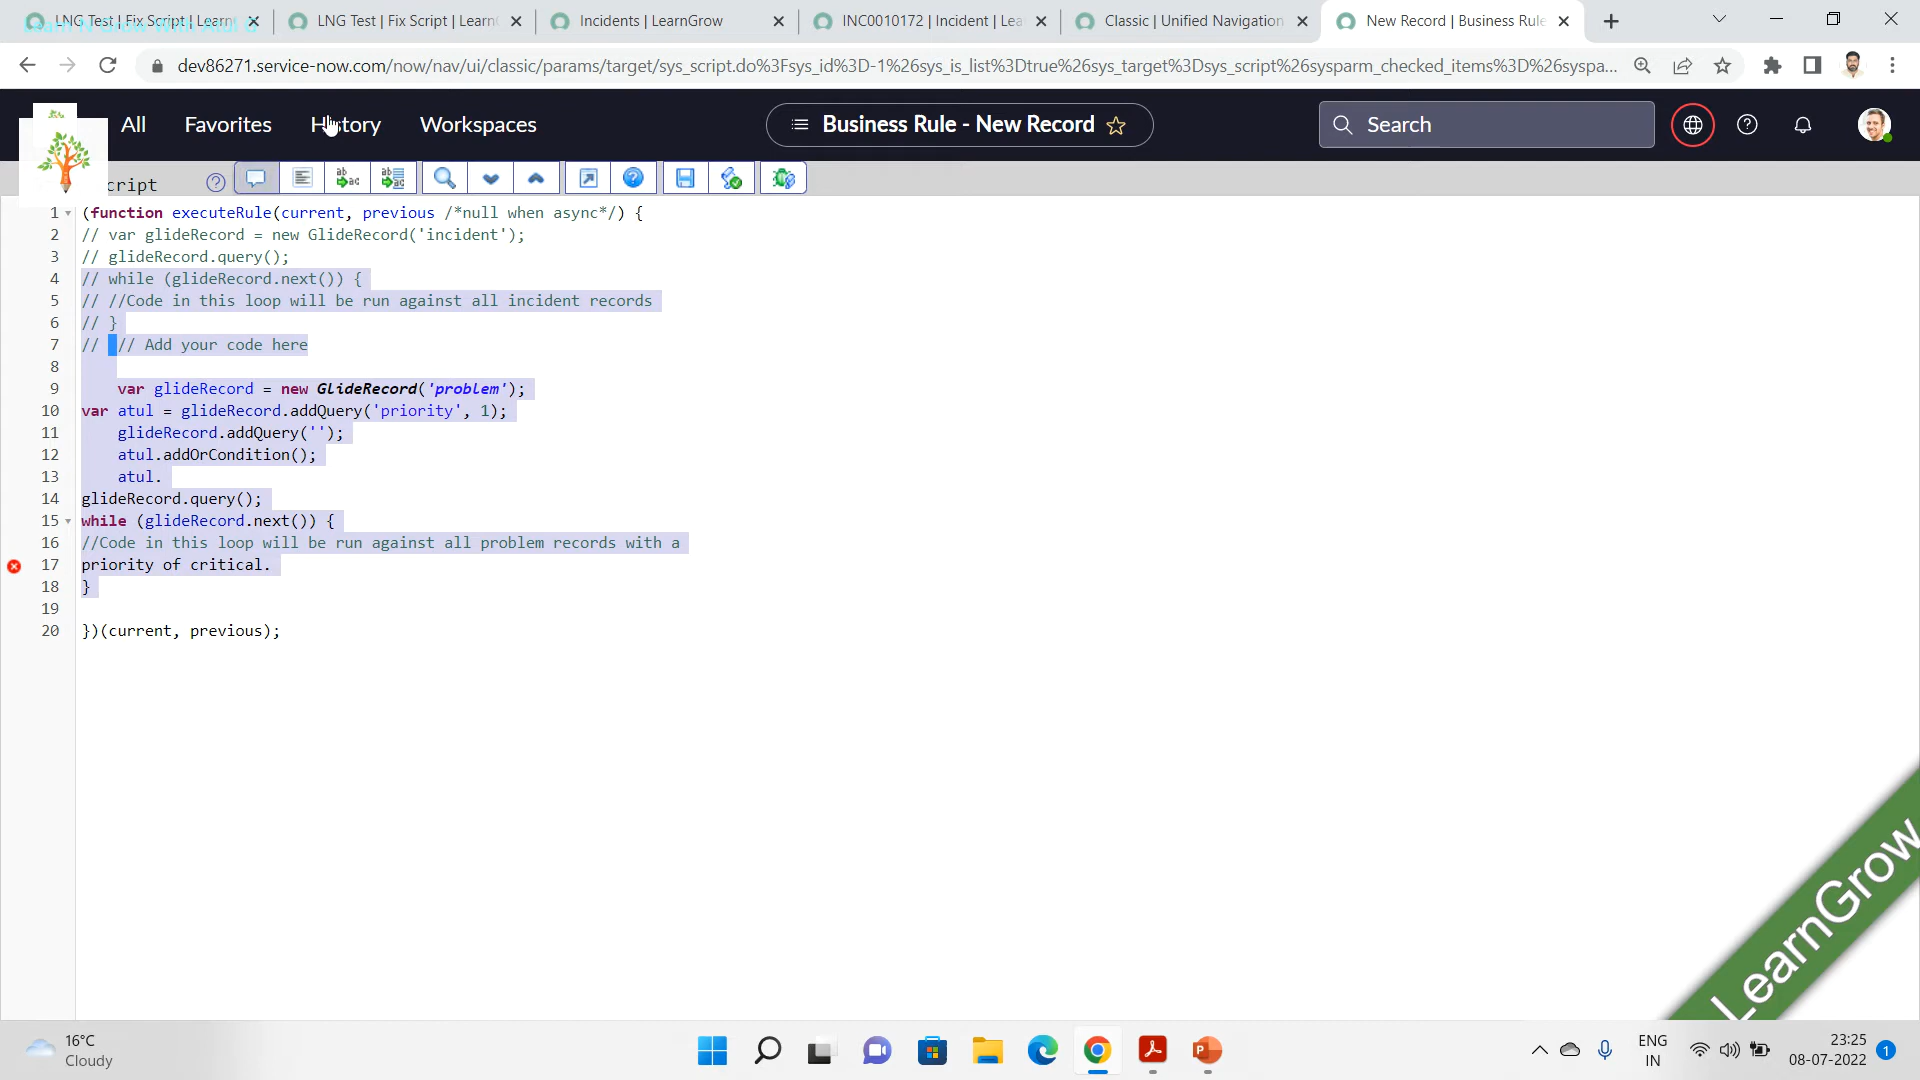 LNG Test | Fix Script | Learn
LNG Test | Fix Script | Learn
Incidents | LearnGrow
INC0010172 | Incident | Lea
Classic | Unified Navigation
New Record | Business Rule
Learn N Grow With Atul G
dev86271.service-now.com/now/nav/ui/classic/params/target/sys_script.do%3Fsys_id%3D-1%26sys_is_list%3Dtrue%26sys_target%3Dsys_script%26sysparm_checked_items%3D%26syspa...
All
Favorites
History
Workspaces
Business Rule - New Record
Search
cript
1 (function executeRule(current, previous /*null when async*/) {
2 // var glideRecord = new GlideRecord('incident');
3 // glideRecord.query();
4 // while (glideRecord.next()) {
5 // //Code in this loop will be run against all incident records
6 // }
7 // // Add your code here
8
9 var glideRecord = new GlideRecord('problem');
10 var atul = glideRecord.addQuery('priority', 1);
11 glideRecord.addQuery('');
12 atul.addOrCondition();
13 atul.
14 glideRecord.query();
15 while (glideRecord.next()) {
16 //Code in this loop will be run against all problem records with a
17 priority of critical.
18 }
19
20 })(current, previous);
LearnGrow
16°C
Cloudy
ENG
IN
23:25
08-07-2022
1